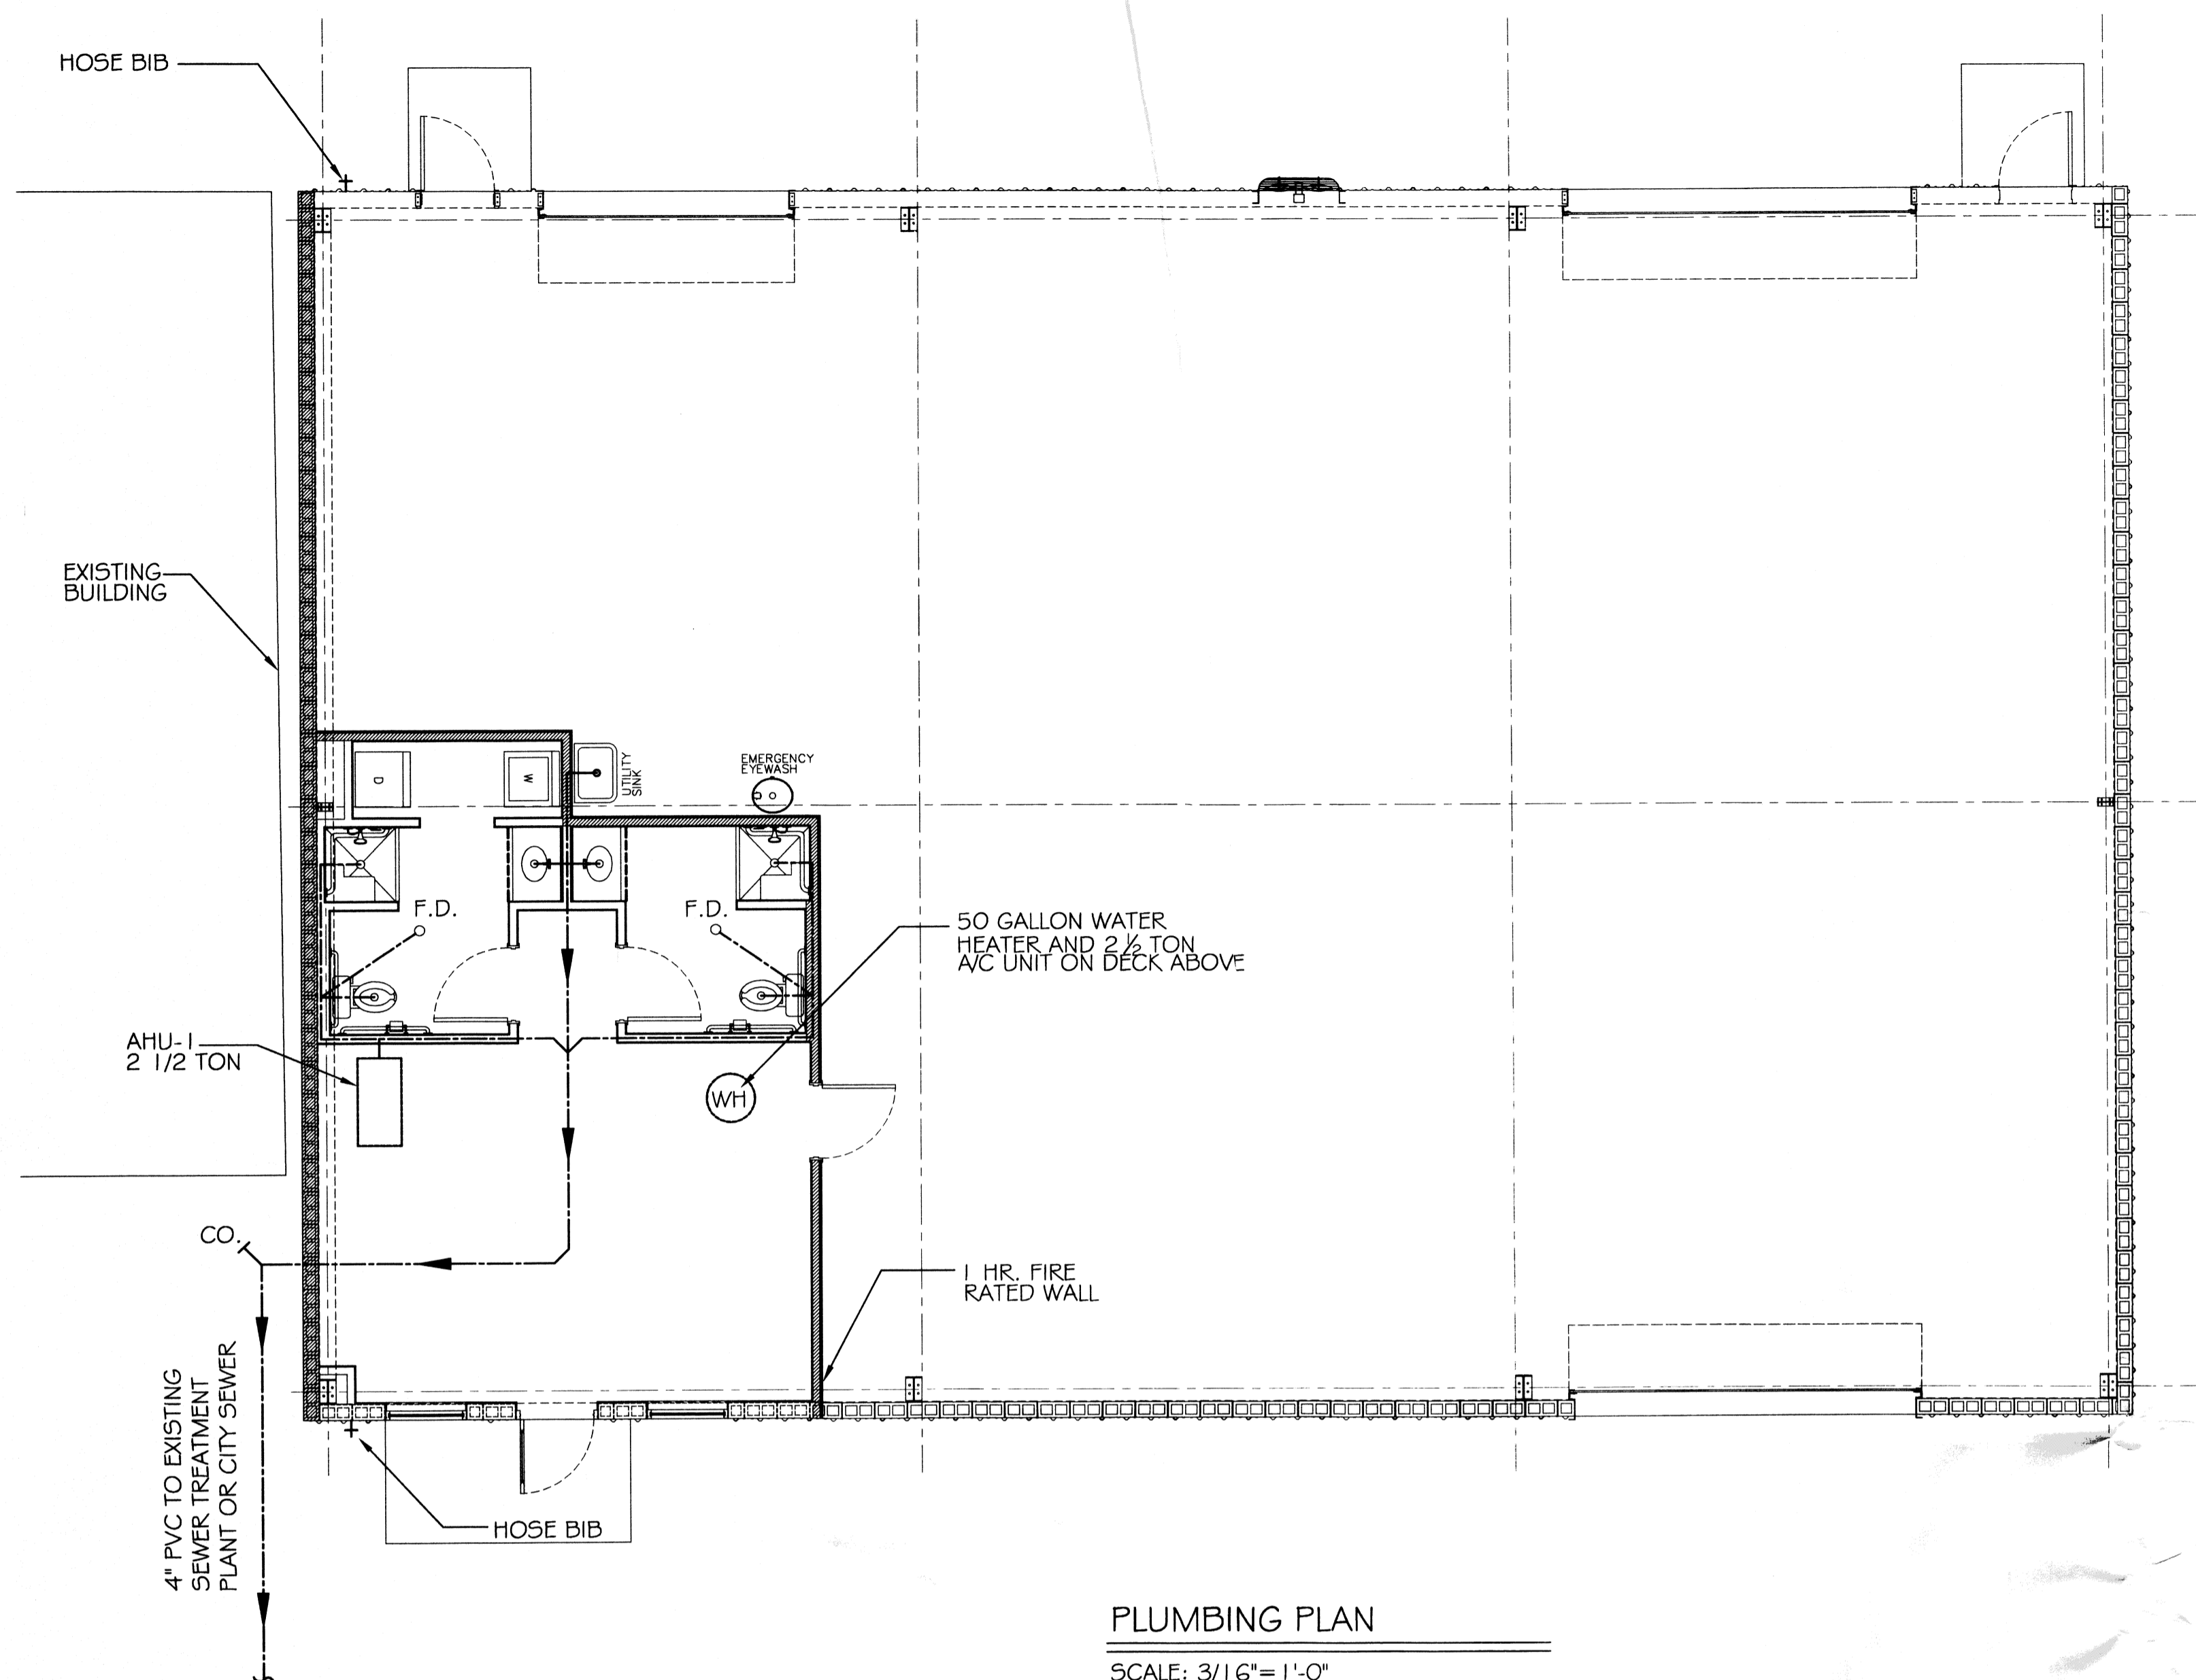 HOSE BIB
EXISTING
BUILDING
D
W
UTILITY
SINK
EMERGENCY
EYEWASH
F.D.
F.D.
50 GALLON WATER
HEATER AND 2 ½ TON
A/C UNIT ON DECK ABOVE
AHU-1
2 1/2 TON
WH
CO.
1 HR. FIRE
RATED WALL
4" PVC TO EXISTING
SEWER TREATMENT
PLANT OR CITY SEWER
HOSE BIB
PLUMBING PLAN
SCALE: 3/16"=1'-0"